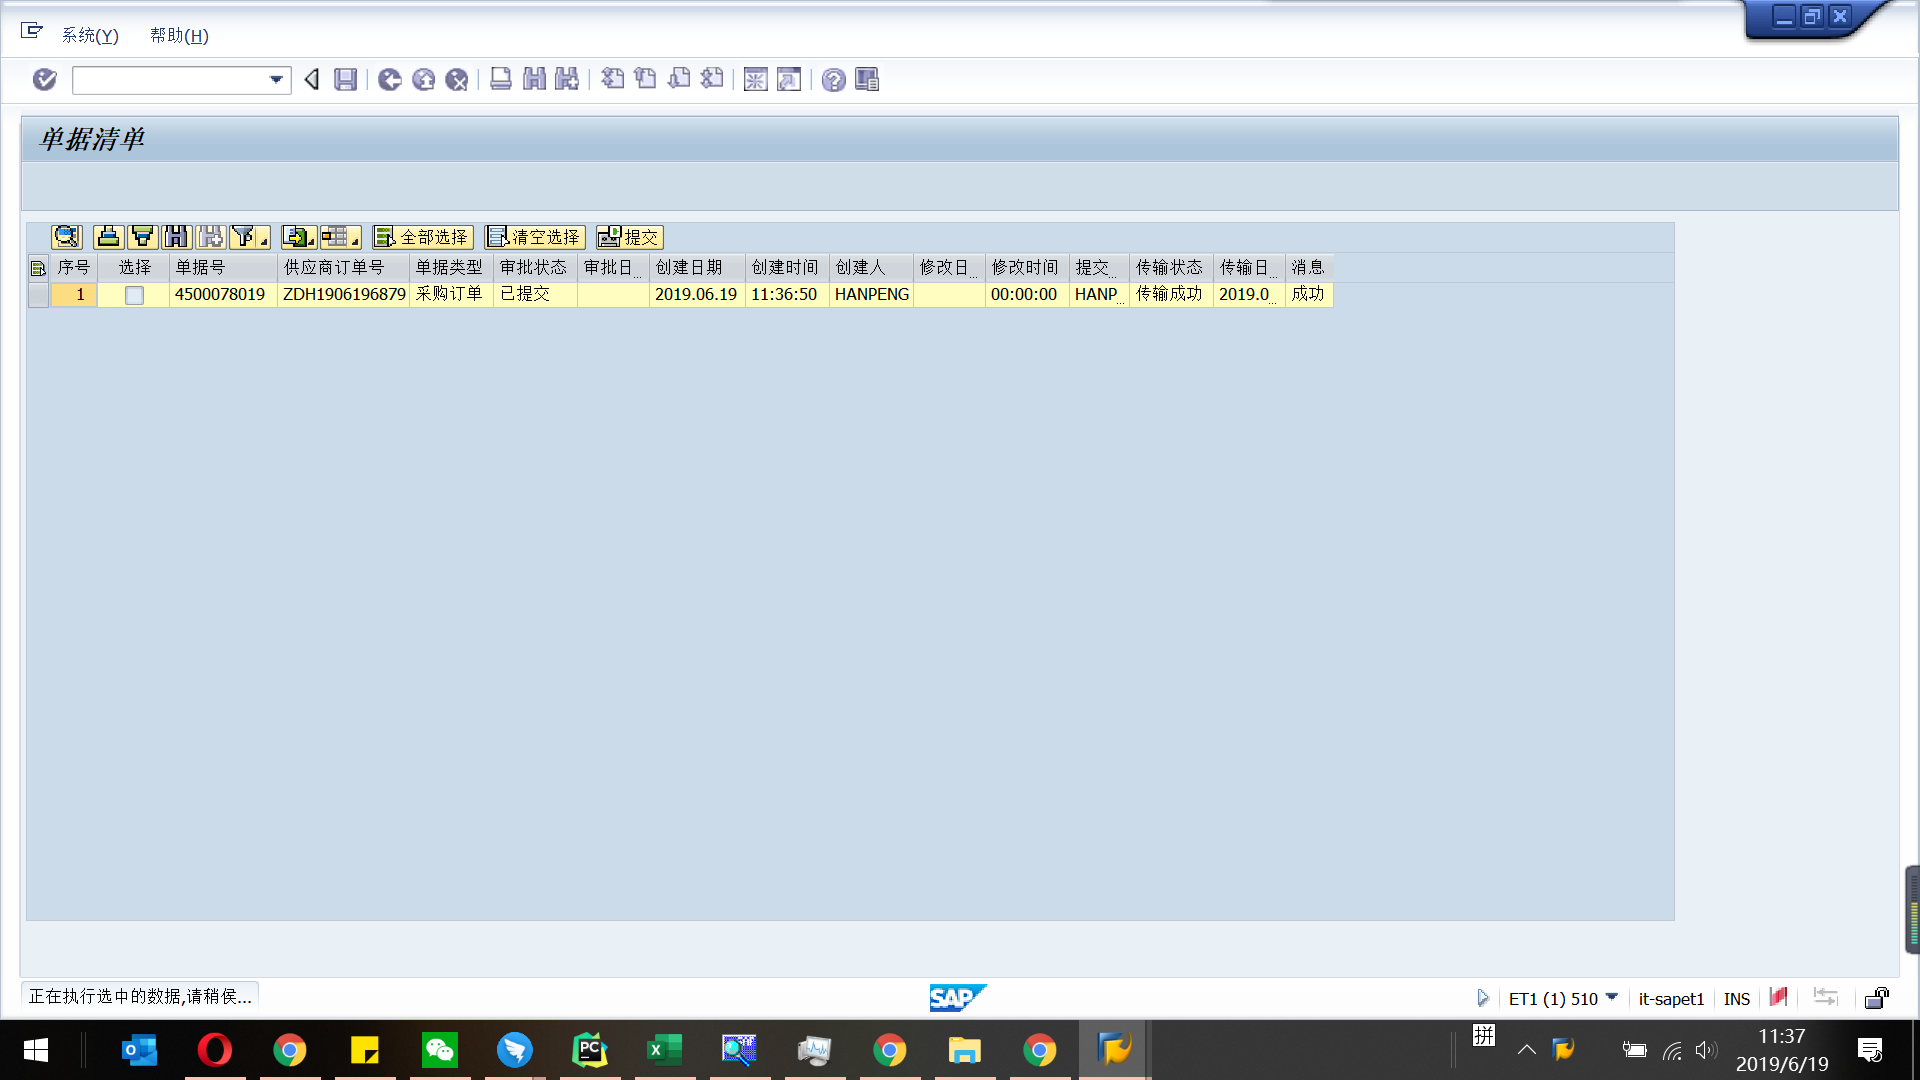 系统(Y) 帮助(H)
单据清单
全部选择 清空选择 提交
序号 选择 单据号 供应商订单号 单据类型 审批状态 审批日... 创建日期 创建时间 创建人 修改日... 修改时间 提交... 传输状态 传输日... 消息
1 4500078019 ZDH1906196879 采购订单 已提交 2019.06.19 11:36:50 HANPENG 00:00:00 HANP... 传输成功 2019.0... 成功
正在执行选中的数据,请稍侯...
SAP
ET1 (1) 510 it-sapet1 INS
拼
11:37
2019/6/19
PC